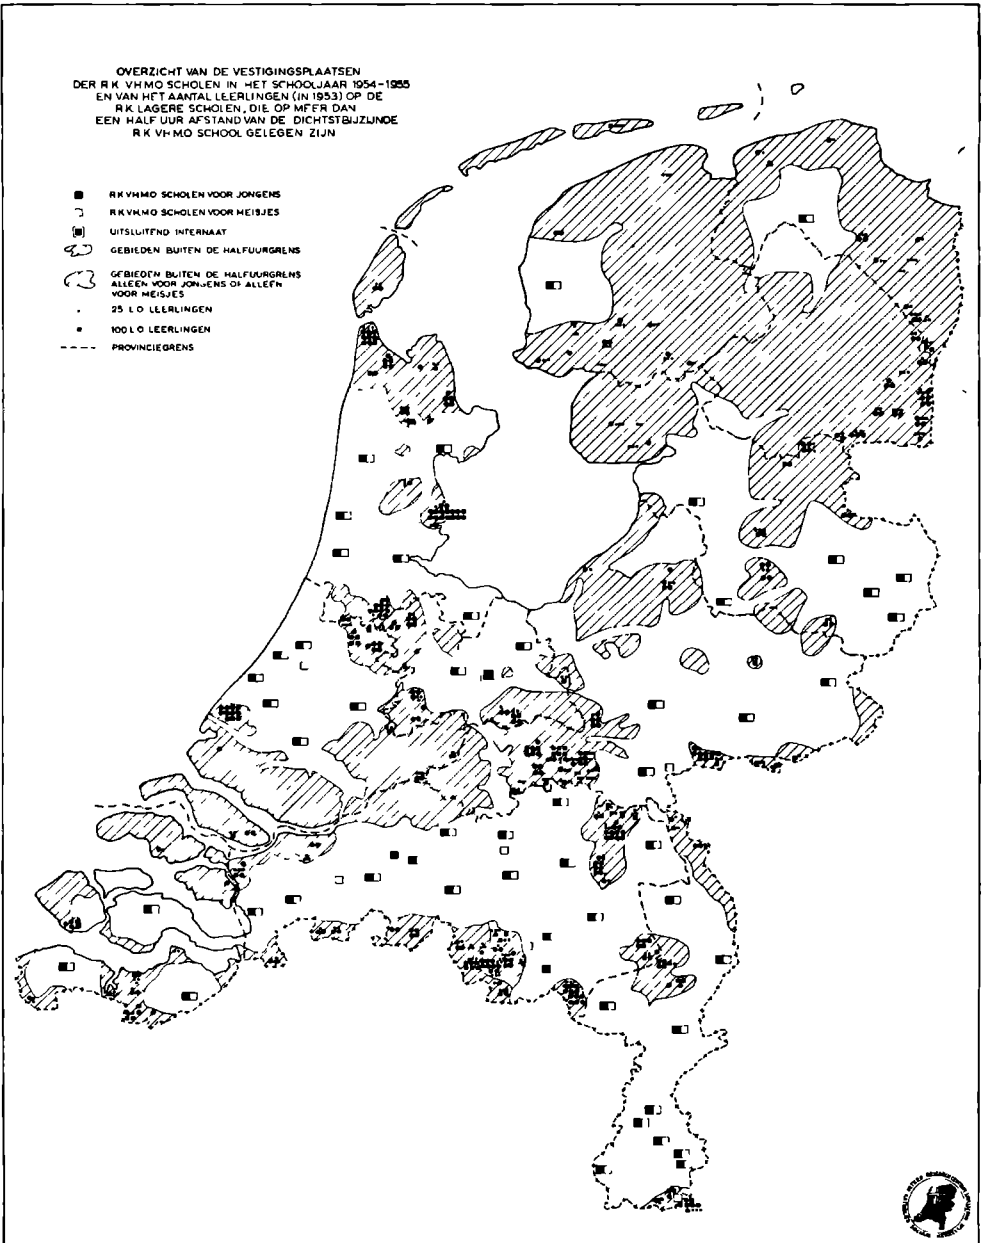 OVERZICHT VAN DE VESTIGINGSPLAATSEN
DER R K VHMO SCHOLEN IN HET SCHOOLJAAR 1954-1955
EN VAN HET AANTAL LEERLINGEN (IN 1953) OP DE
R K LAGERE SCHOLEN, DIE OP MEER DAN
EEN HALF UUR AFSTAND VAN DE DICHTSTBIJZIJNDE
R K VHMO SCHOOL GELEGEN ZIJN
R K VHMO SCHOLEN VOOR JONGENS
R K VHMO SCHOLEN VOOR MEISJES
UITSLUITEND INTERNAAT
GEBIEDEN BUITEN DE HALFUURGRENS
GEBIEDEN BUITEN DE HALFUURGRENS
ALLEEN VOOR JONGENS OF ALLEEN
VOOR MEISJES
25 L O LEERLINGEN
100 L O LEERLINGEN
PROVINCIEGRENS